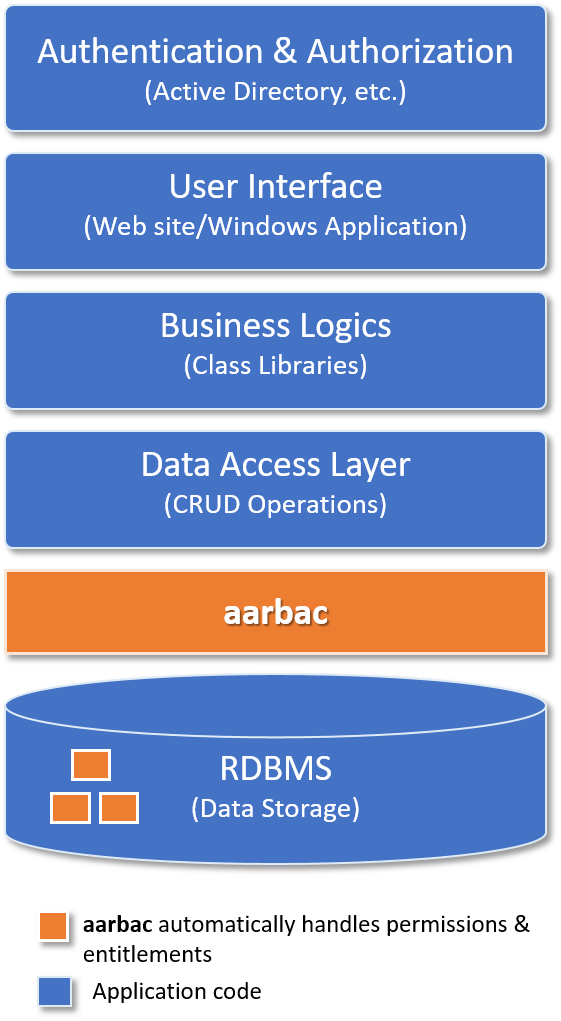 Authentication & Authorization
(Active Directory, etc.)
User Interface
(Web site/Windows Application)
Business Logics
(Class Libraries)
Data Access Layer
(CRUD Operations)
aarbac
RDBMS
(Data Storage)
aarbac automatically handles permissions &
entitlements
Application code